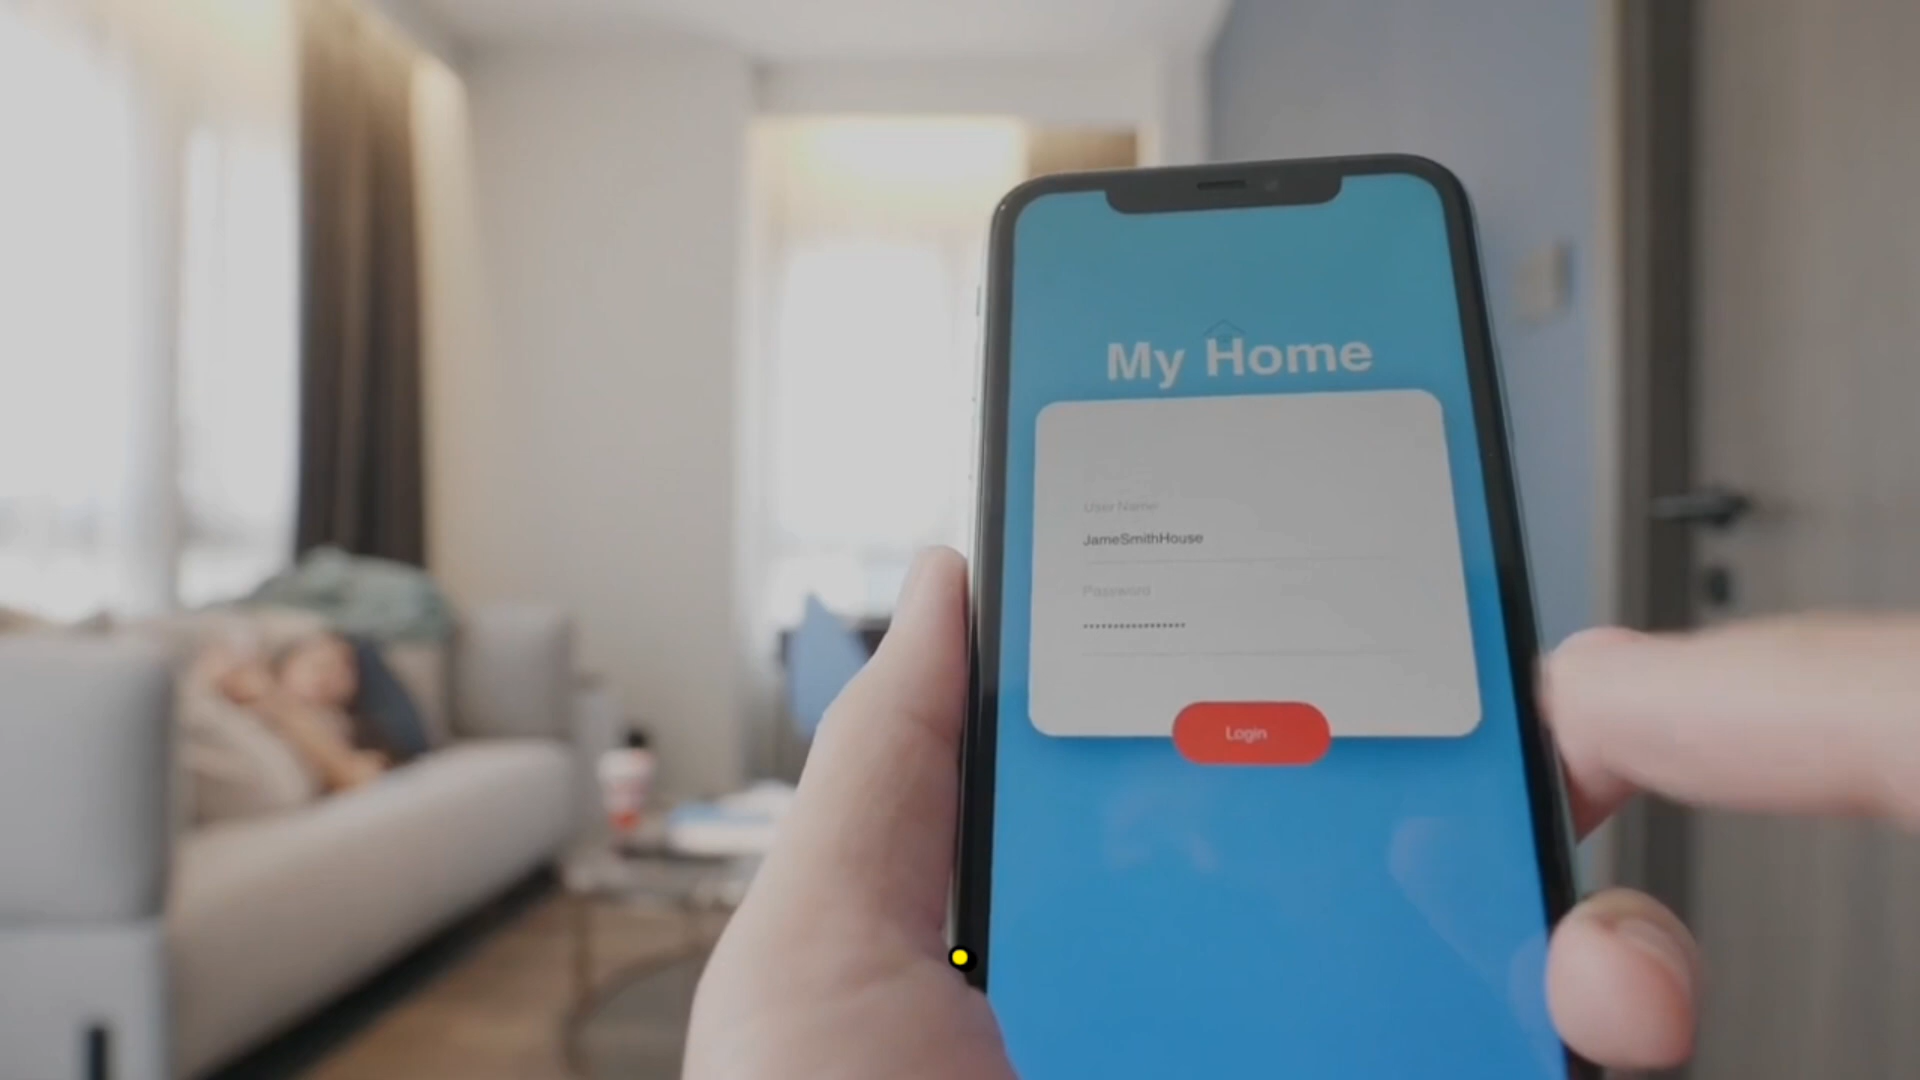 My Home
User Name
JameSmithHouse
Password
•••••••••••••••••
Login